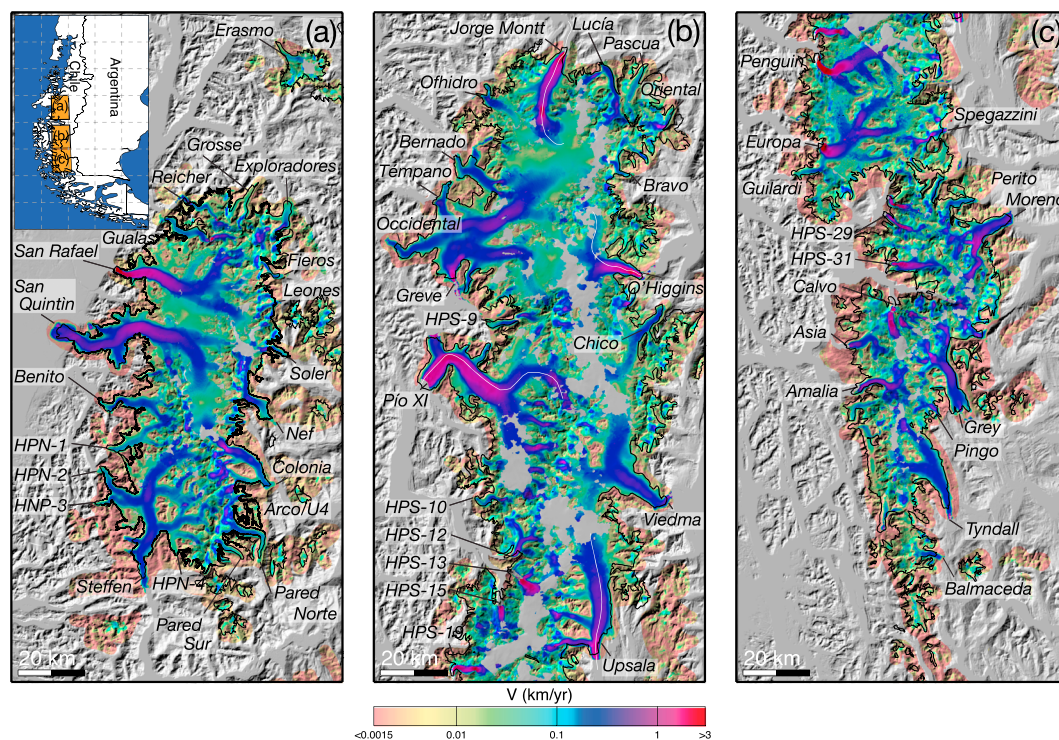 (a)
Erasmo
Chile
Argentina
(a)
(b)
(c)
Grosse
Exploradores
Reicher
Gualas
San Rafael
Fieros
Leones
San
Quintin
Soler
Benito
Nef
HPN-1
Colonia
HPN-2
HNP-3
Arco/U4
Steffen
HPN-4
Pared
Norte
Pared
Sur
20 km
(b)
Jorge Montt
Lucía
Pascua
Ofhidro
Oriental
Bernado
Témpano
Bravo
Occidental
Greve
O'Higgins
HPS-9
Chico
Pío XI
HPS-10
Viedma
HPS-12
HPS-13
HPS-15
HPS-19
Upsala
20 km
(c)
Penguin
Spegazzini
Europa
Guilardi
Perito
Moreno
HPS-29
HPS-31
Calvo
Asia
Amalia
Grey
Pingo
Tyndall
Balmaceda
20 km
V (km/yr)
<0.0015 0.01 0.1 1 >3